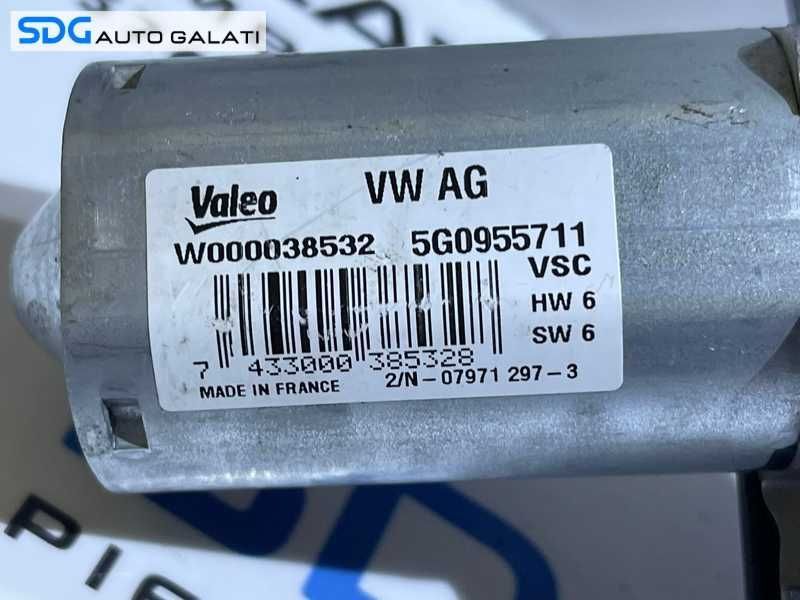 SDG AUTO GALATI
Valeo VW AG
W000038532 5G0955711
VSC
HW 6
SW 6
7 433000 385328
MADE IN FRANCE 2/N-07971 297-3